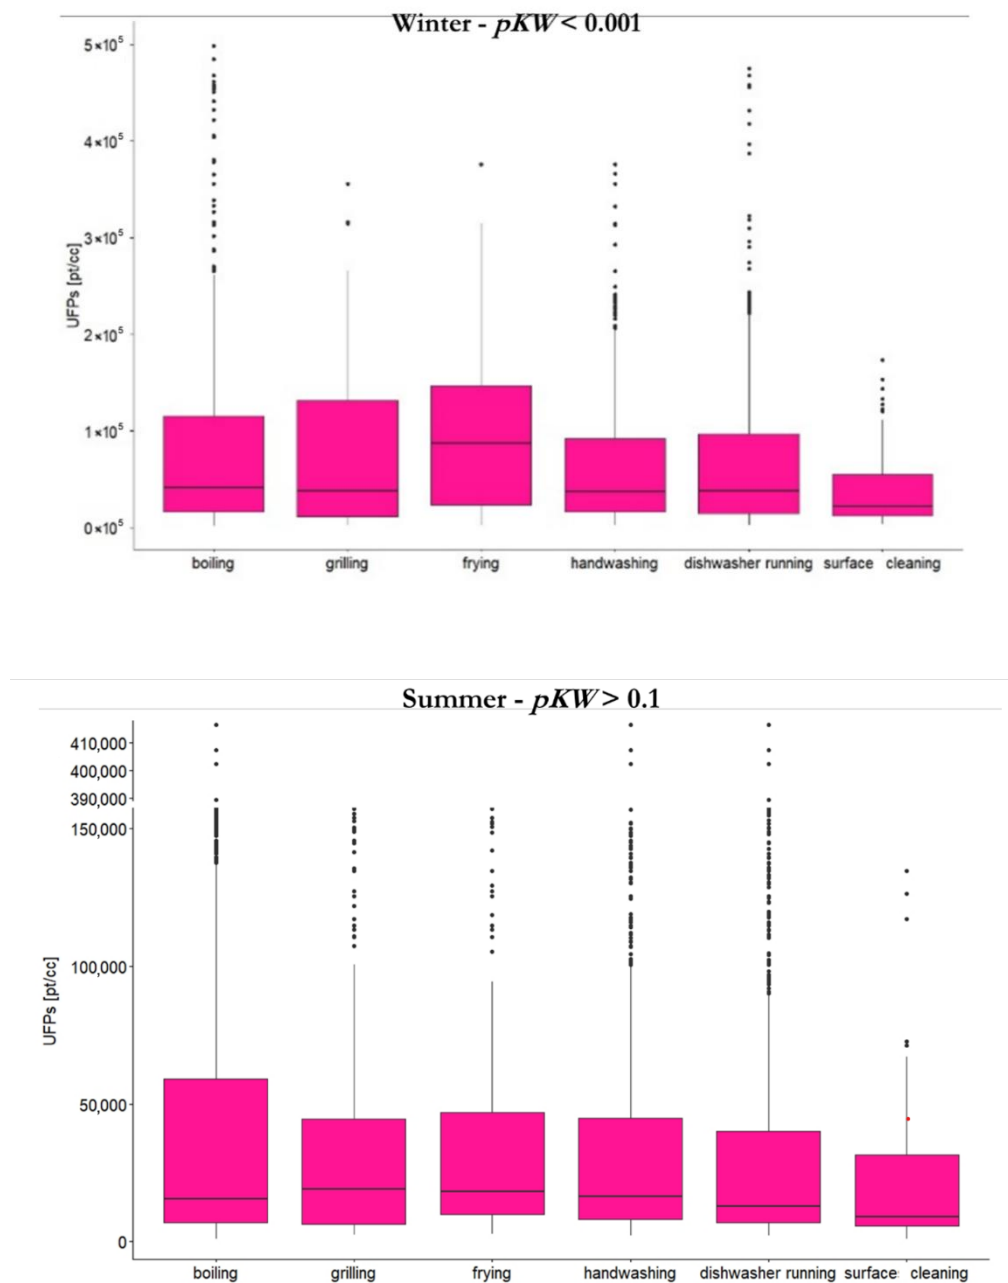 Winter - pKW < 0.001
5×10⁵
4×10⁵
3×10⁵
2×10⁵
1×10⁵
0×10⁵
UFPs [pt/cc]
boiling grilling frying handwashing dishwasher running surface cleaning
Summer - pKW > 0.1
410,000
400,000
390,000
150,000
100,000
50,000
0
UFPs [pt/cc]
boiling grilling frying handwashing dishwasher running surface cleaning